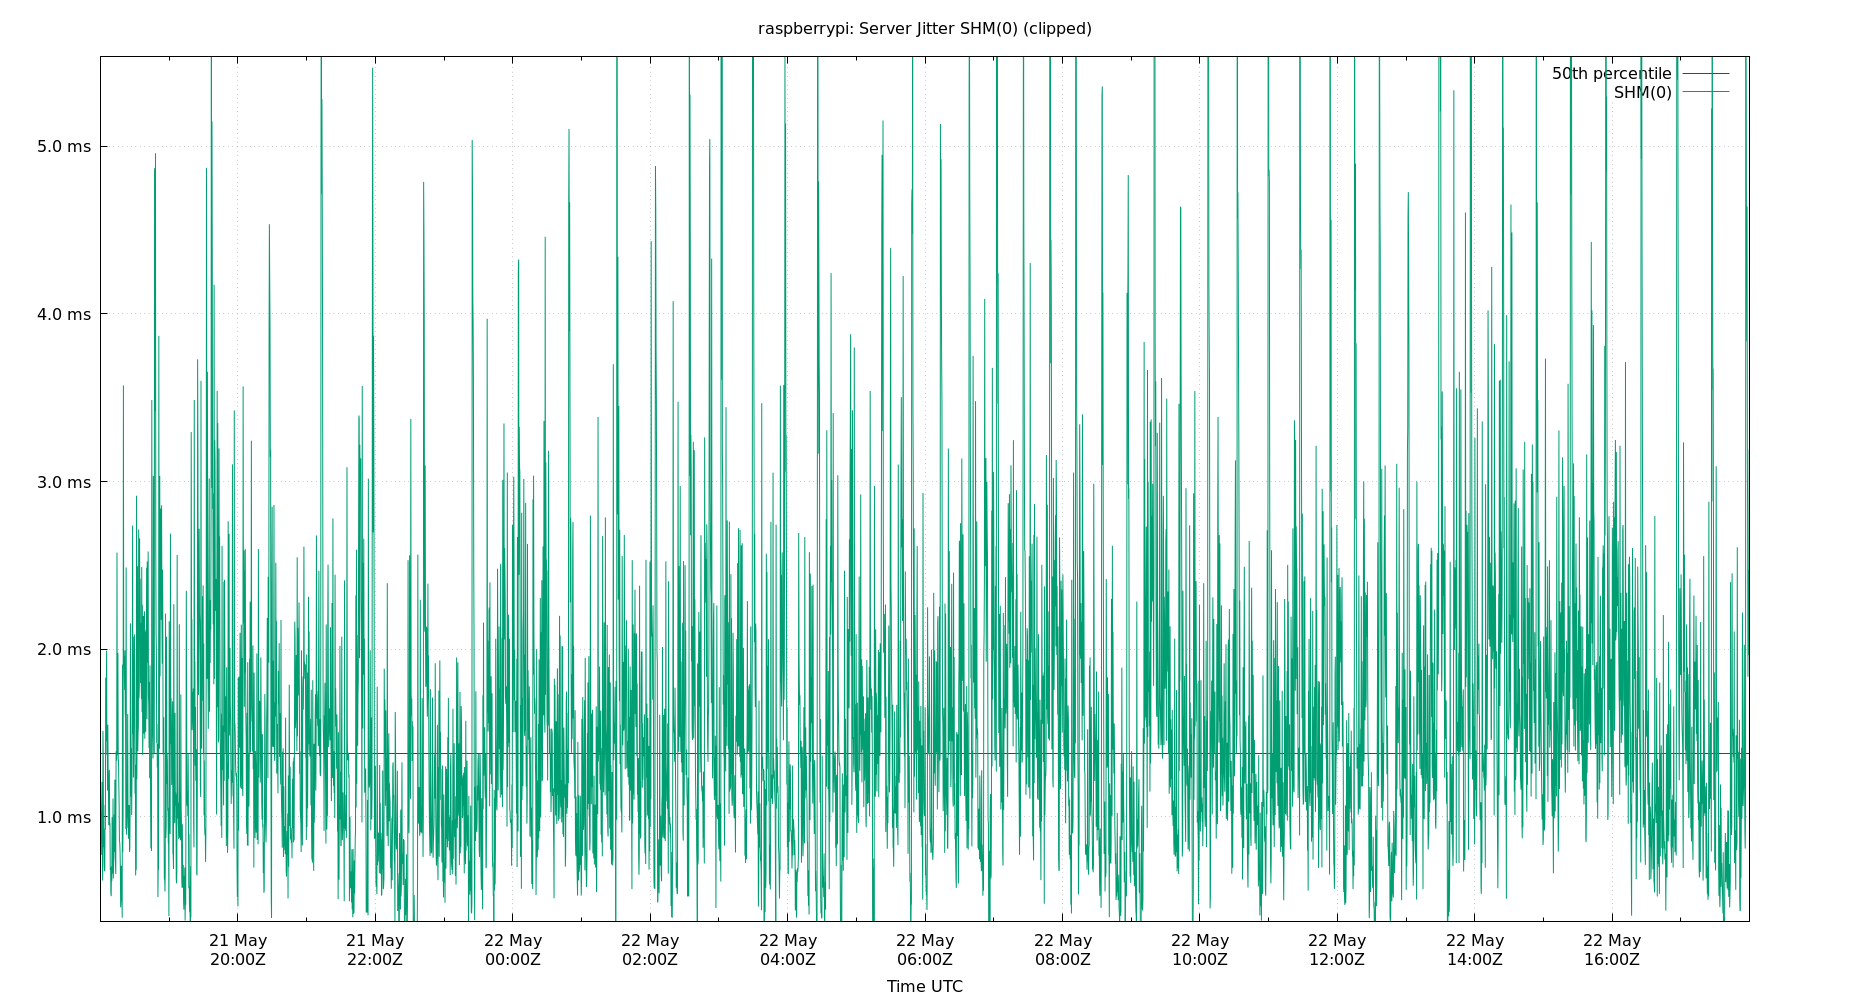 raspberrypi: Server Jitter SHM(0) (clipped)
50th percentile
SHM(0)
5.0 ms
4.0 ms
3.0 ms
2.0 ms
1.0 ms
21 May 21 May 22 May 22 May 22 May 22 May 22 May 22 May 22 May 22 May 22 May
20:00Z 22:00Z 00:00Z 02:00Z 04:00Z 06:00Z 08:00Z 10:00Z 12:00Z 14:00Z 16:00Z
Time UTC